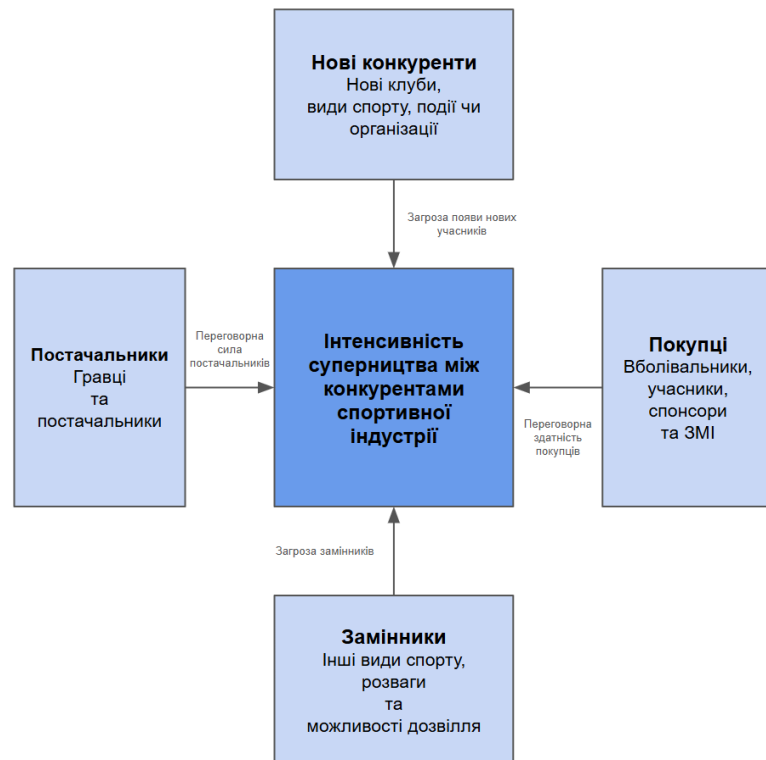 Нові конкуренти
Нові клуби,
види спорту, події чи
організації
Загроза появи нових
учасників
Постачальники
Гравці
та
постачальники
Переговорна
сила
постачальників
Інтенсивність
суперництва між
конкурентами
спортивної
індустрії
Переговорна
здатність
покупців
Покупці
Вболівальники,
учасники,
спонсори
та ЗМІ
Загроза замінників
Замінники
Інші види спорту,
розваги
та
можливості дозвілля